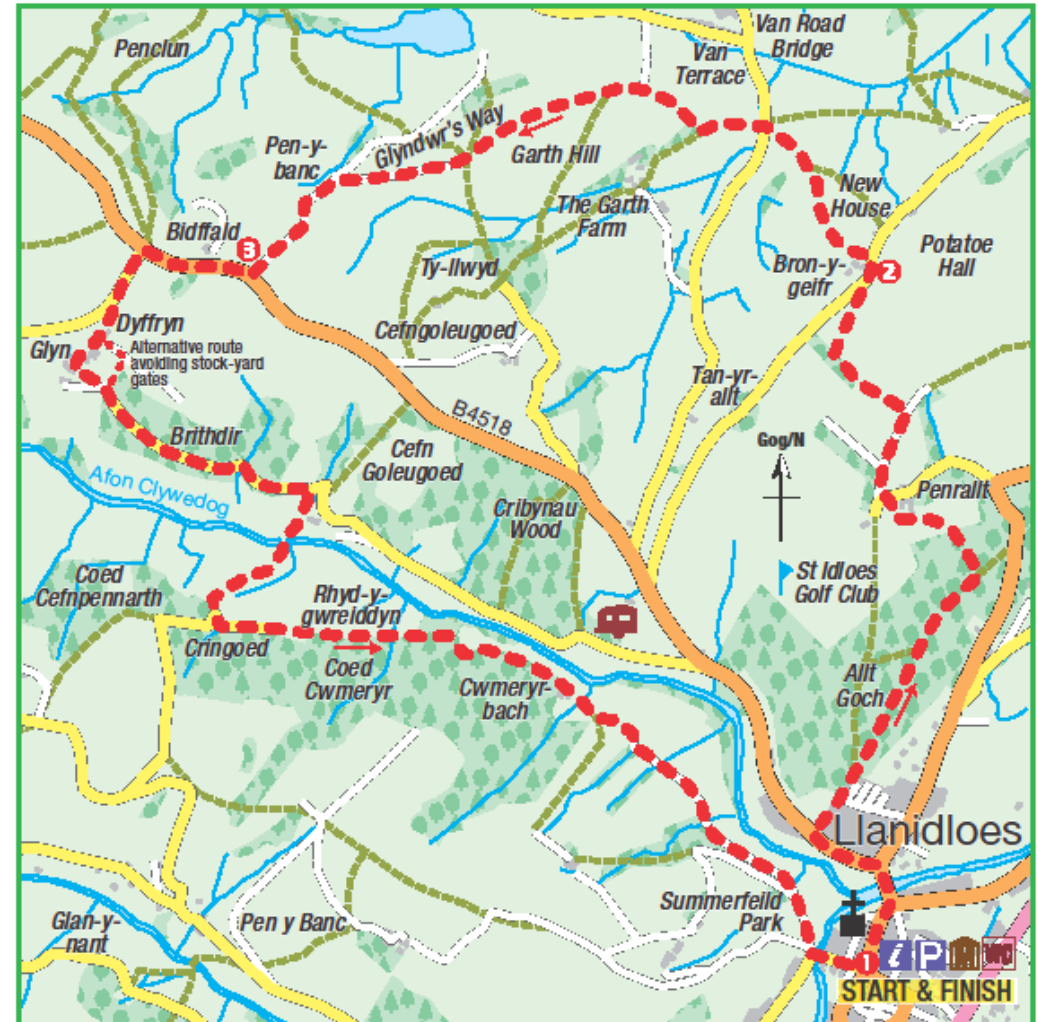 Penclun
Van Road
Bridge
Van
Terrace
Pen-y-
banc
Glyndwr's Way
Garth Hill
New
House
The Garth
Farm
Bidffald
3
Potatoe
Hall
Ty-llwyd
Bron-y-
geifr
2
Dyffryn
Glyn
Alternative route
avoiding stock-yard
gates
Cefngoleugoed
Tan-yr-
allt
B4518
Brithdir
Cefn
Goleugoed
Gog/N
Afon Clywedog
Penrallt
Cribynau
Wood
Coed
Cefnpennarth
St Idloes
Golf Club
Rhyd-y-
gwreiddyn
Cringoed
Coed
Cwmeryr
Cwmeryr-
bach
Allt
Goch
Llanidloes
Summerfeild
Park
Glan-y-
nant
Pen y Banc
1 i P WC
START & FINISH